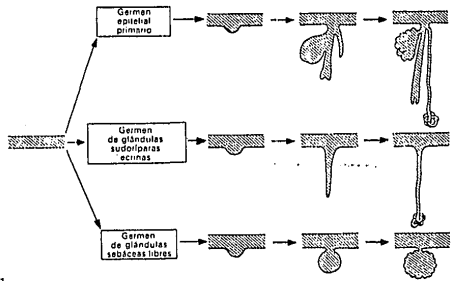 Germen
epitelial
primario
Germen
de glándulas
sudoríparas
ecrinas
Germen
de glándulas
sebáceas libres